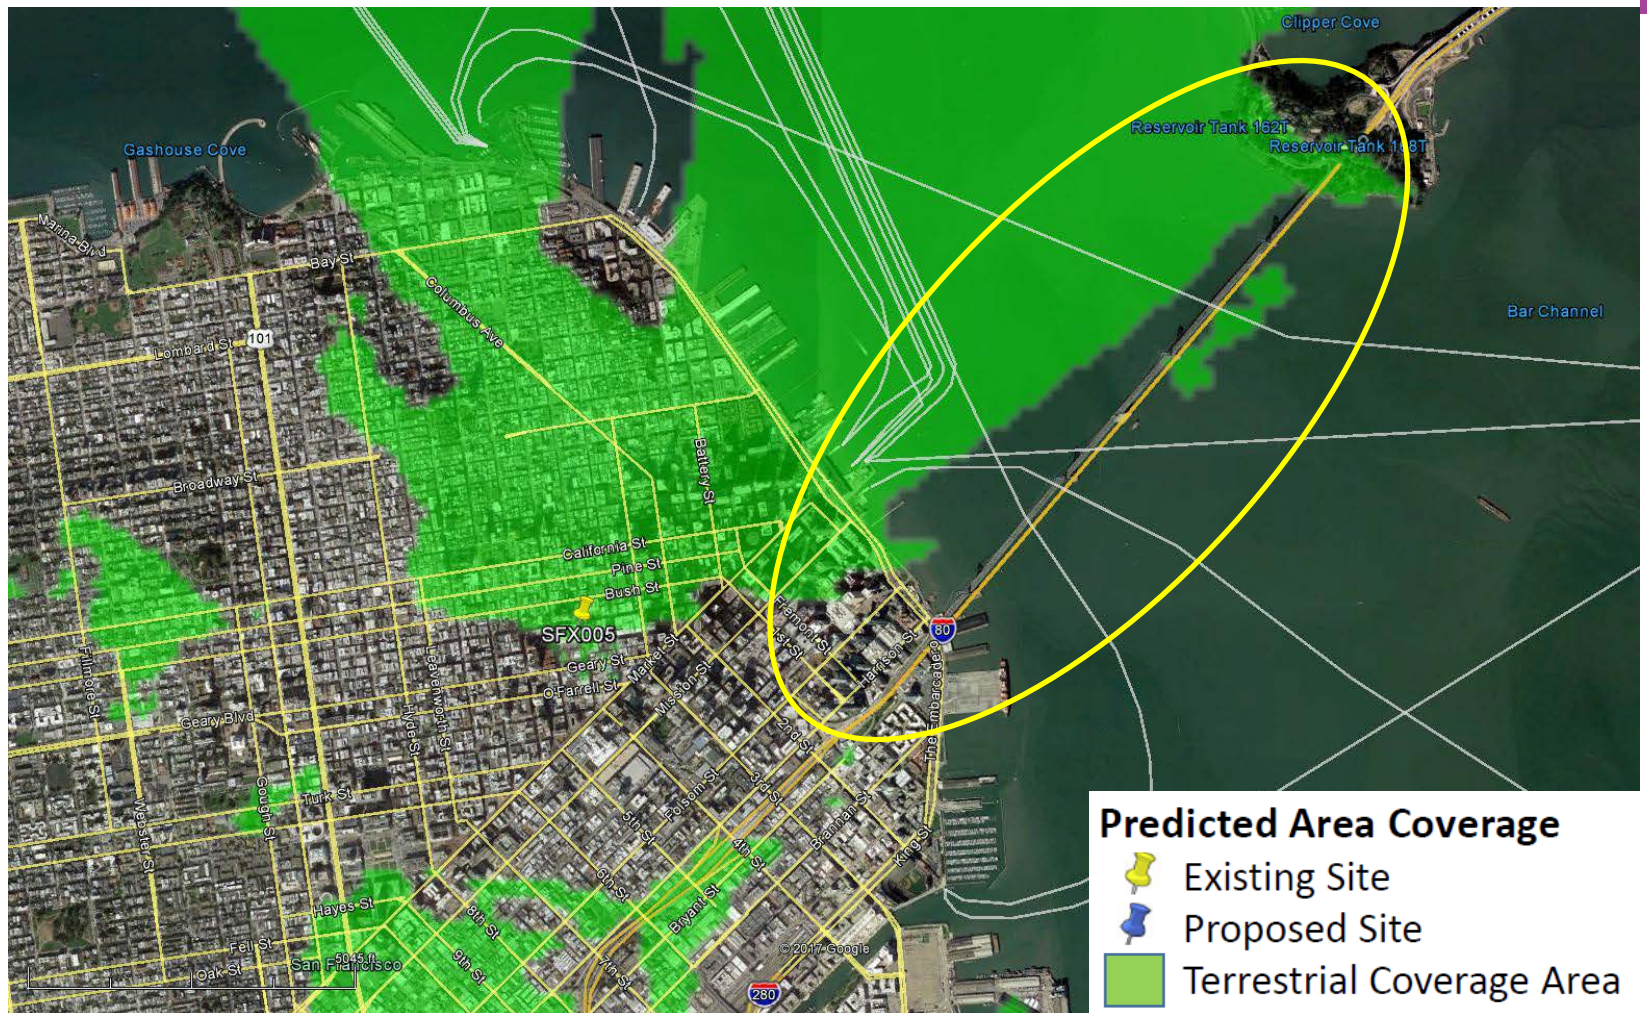 Clipper Cove
Reservoir Tank 162T
Reservoir Tank 168T
Gashouse Cove
Marina Blvd
Bay St
Columbus Ave
Bar Channel
101
Lombard St
Broadway St
Battery St
California St
Pine St
Bush St
SFX005
Fremont St
1st St
80
Harrison St
Market St
Geary St
O'Farrell St
Mission St
Fillmore St
Leavenworth St
Hyde St
Geary Blvd
2nd St
The Embarcadero
Gough St
Turk St
Webster St
Folsom St
3rd St
5th St
Brannan St
King St
4th St
6th St
Bryant St
Hayes St
8th St
Fell St
9th St
7th St
Oak St
San Francisco
5045 ft
© 2017 Google
280
Predicted Area Coverage
Existing Site
Proposed Site
Terrestrial Coverage Area